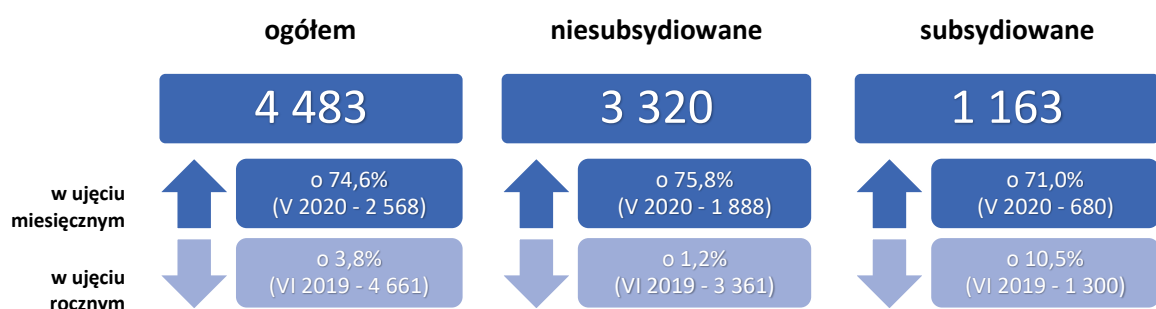 ogółem niesubsydiowane subsydiowane
4 483 3 320 1 163
w ujęciu
miesięcznym
o 74,6%
(V 2020 - 2 568)
o 75,8%
(V 2020 - 1 888)
o 71,0%
(V 2020 - 680)
w ujęciu
rocznym
o 3,8%
(VI 2019 - 4 661)
o 1,2%
(VI 2019 - 3 361)
o 10,5%
(VI 2019 - 1 300)